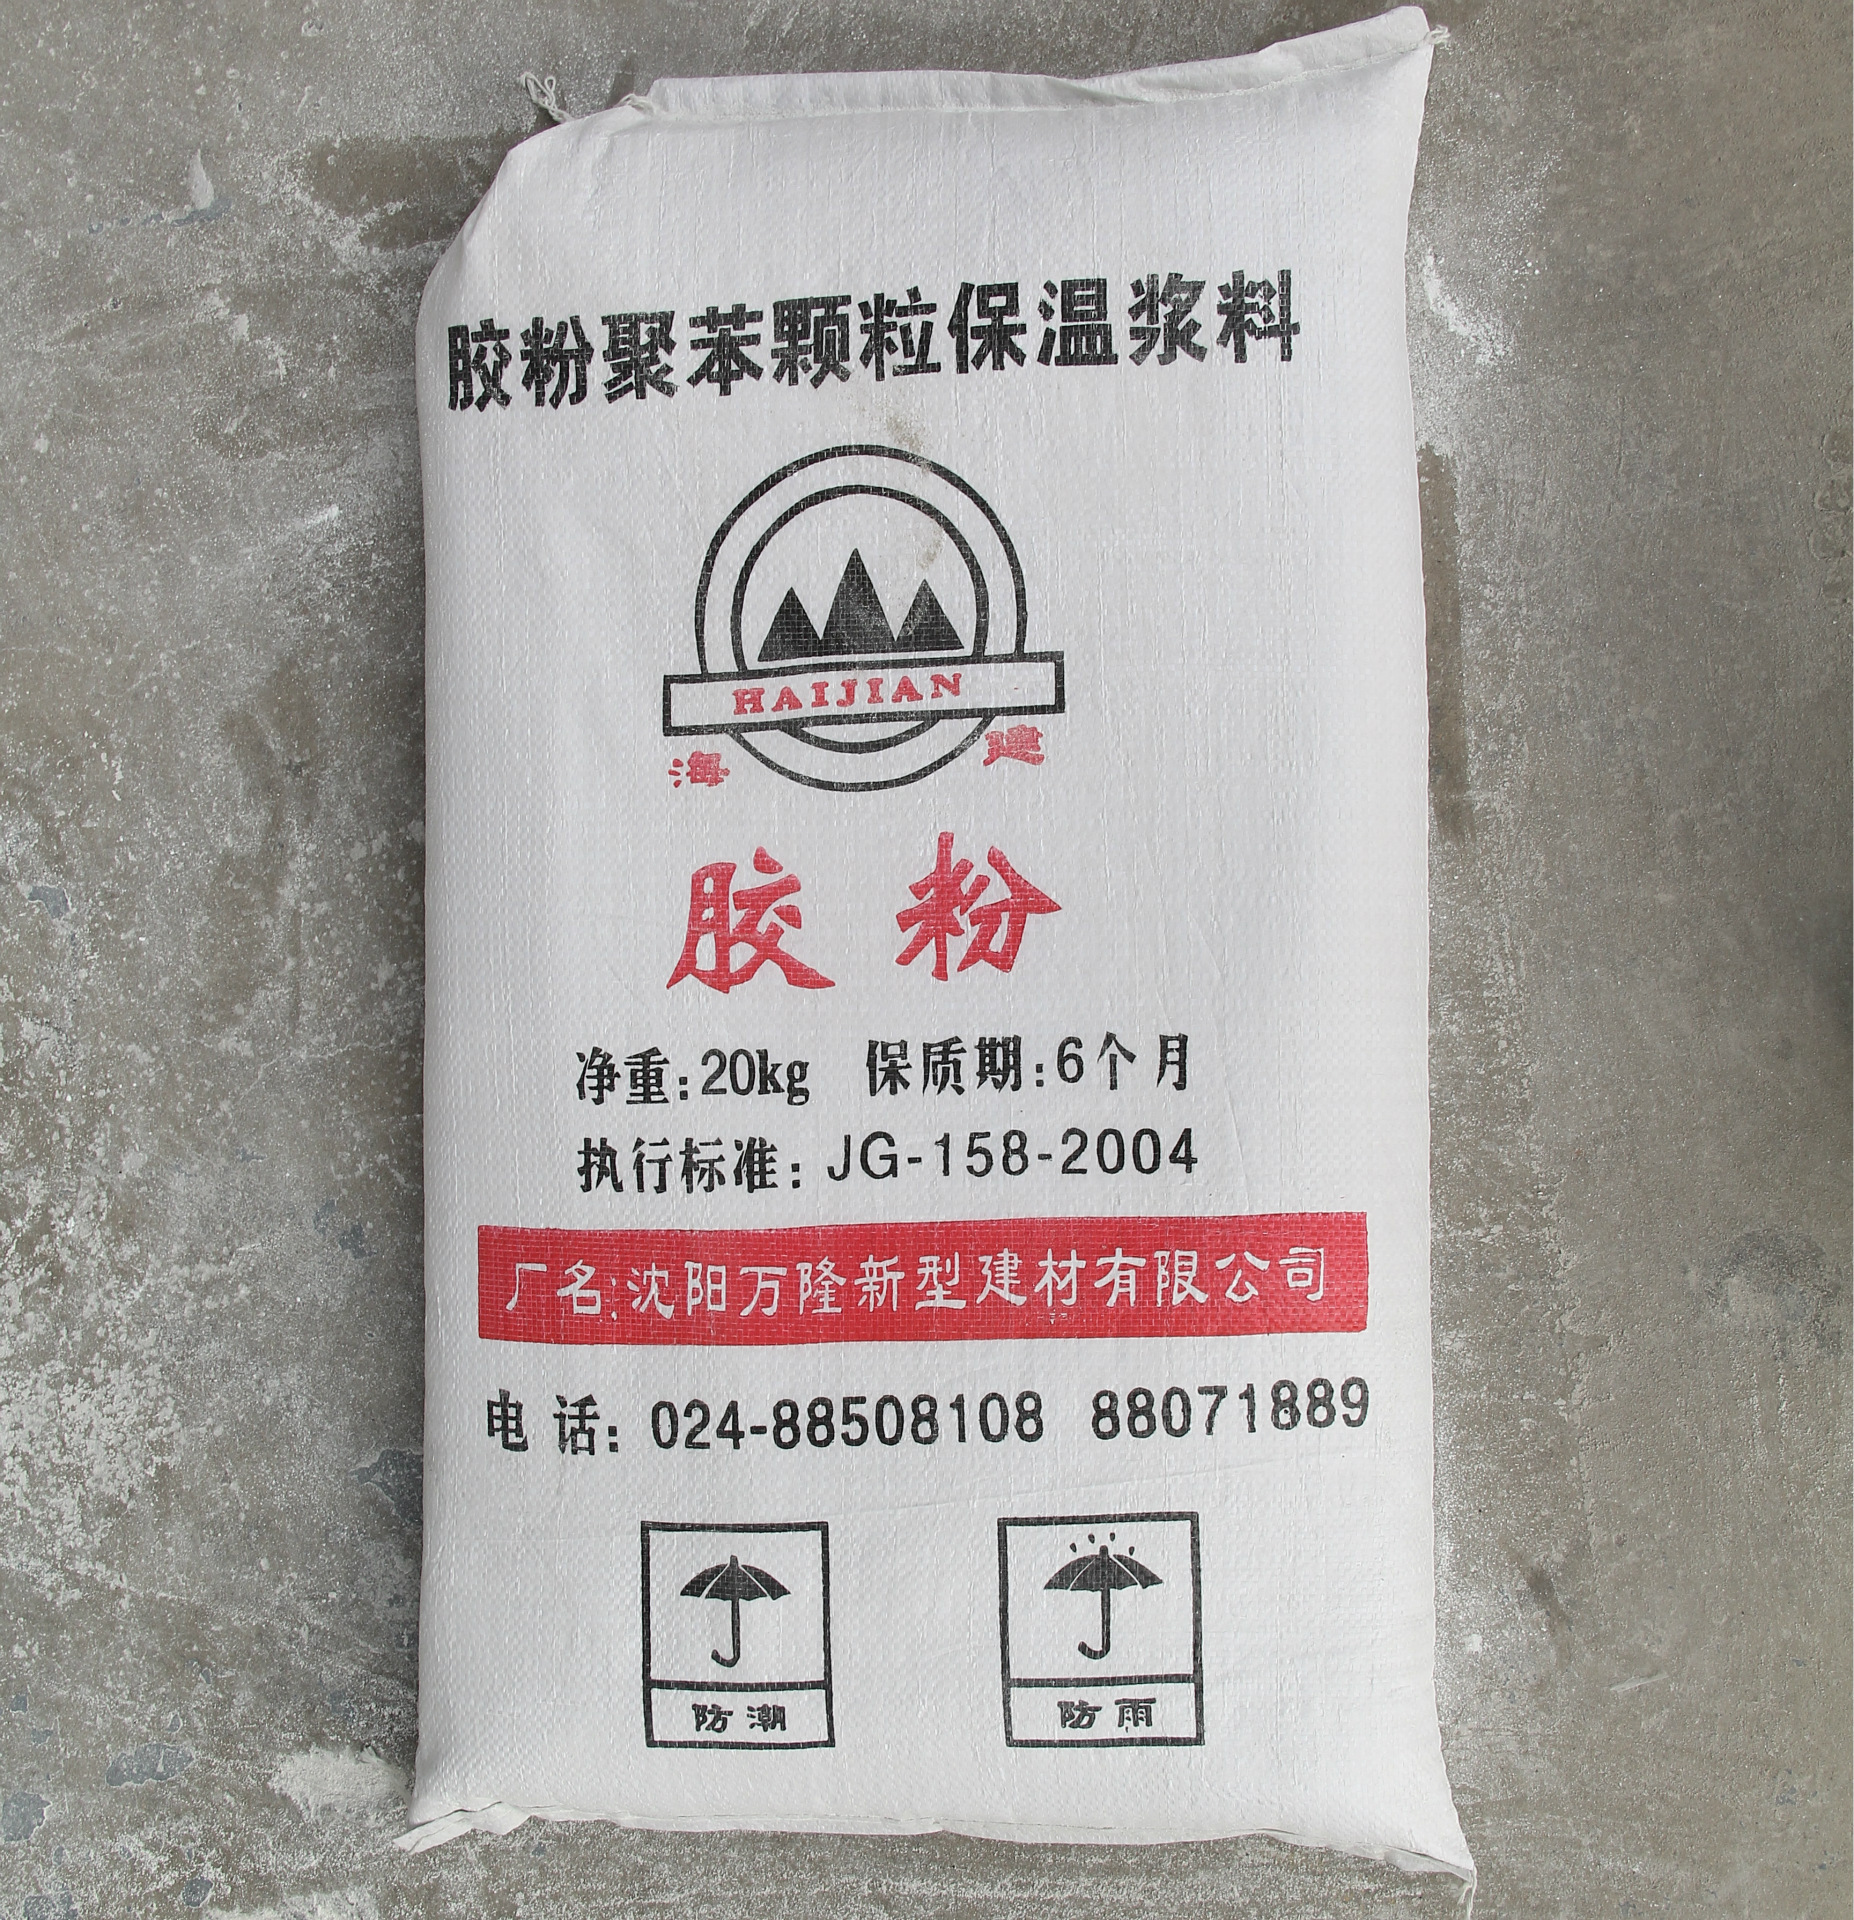 胶粉聚苯颗粒保温浆料
HAIJIAN
海建
胶粉
净重:20kg 保质期:6个月
执行标准: JG-158-2004
厂名:沈阳万隆新型建材有限公司
电话: 024-88508108 88071889
防潮
防雨